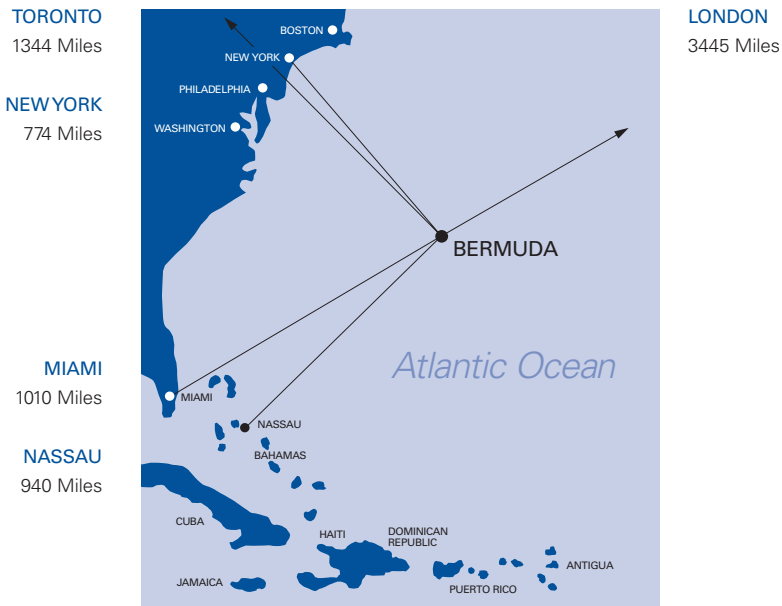 TORONTO
1344 Miles
NEW YORK
774 Miles
MIAMI
1010 Miles
NASSAU
940 Miles
BOSTON
NEW YORK
PHILADELPHIA
WASHINGTON
BERMUDA
Atlantic Ocean
MIAMI
NASSAU
BAHAMAS
CUBA
HAITI
DOMINICAN
REPUBLIC
JAMAICA
PUERTO RICO
ANTIGUA
LONDON
3445 Miles